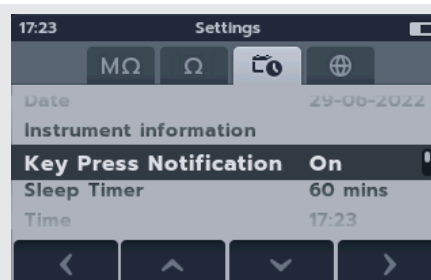 17:23 Settings
MΩ Ω
Date 29-06-2022
Instrument information
Key Press Notification On
Sleep Timer 60 mins
Time 17:23